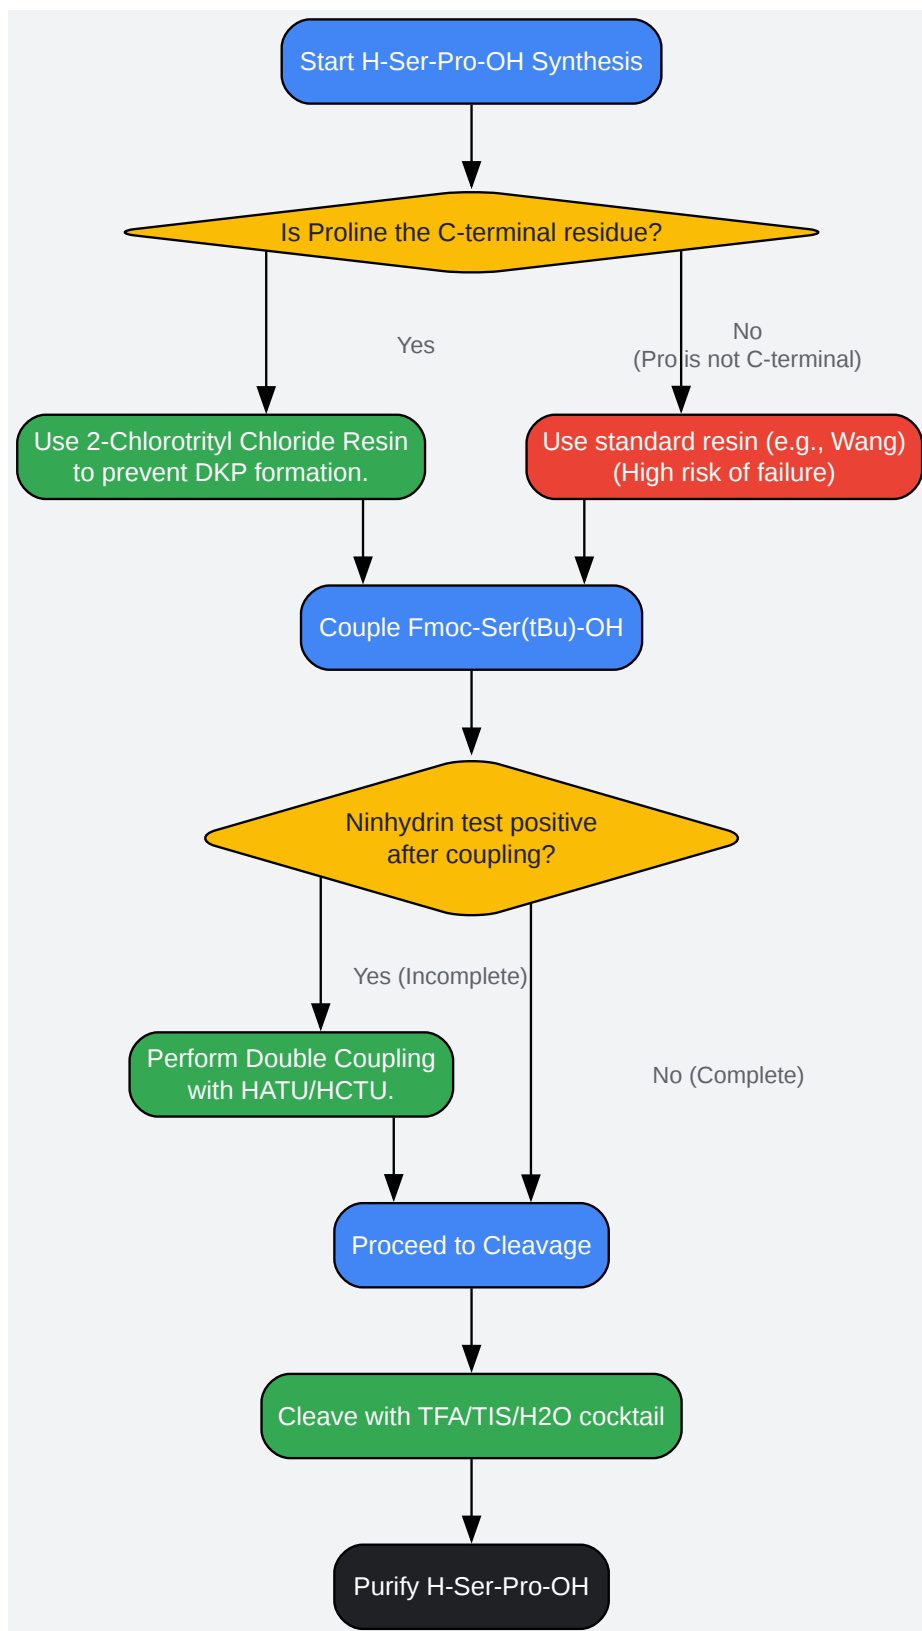 Start H-Ser-Pro-OH Synthesis
Is Proline the C-terminal residue?
Yes
No
(Pro is not C-terminal)
Use 2-Chlorotrityl Chloride Resin
to prevent DKP formation.
Use standard resin (e.g., Wang)
(High risk of failure)
Couple Fmoc-Ser(tBu)-OH
Ninhydrin test positive
after coupling?
Yes (Incomplete)
Perform Double Coupling
with HATU/HCTU.
No (Complete)
Proceed to Cleavage
Cleave with TFA/TIS/H2O cocktail
Purify H-Ser-Pro-OH